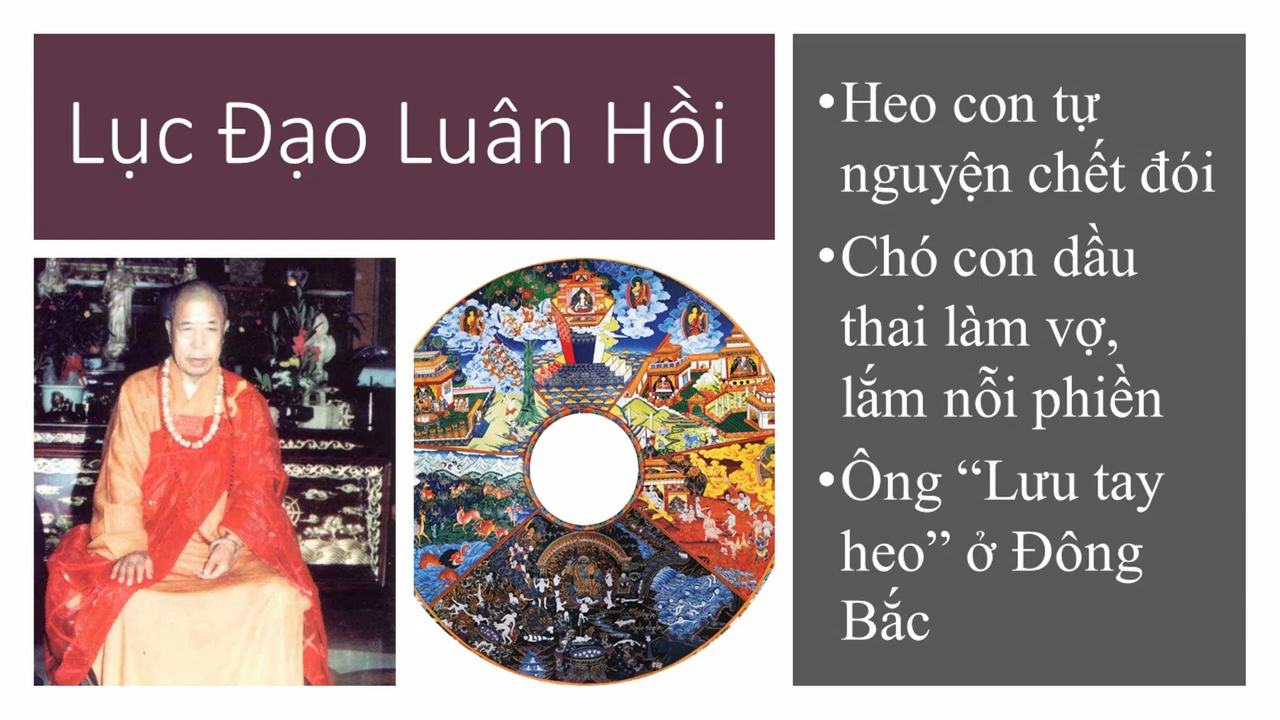 Lục Đạo Luân Hồi
•Heo con tự
nguyện chết đói
•Chó con dầu
thai làm vợ,
lắm nỗi phiền
•Ông “Lưu tay
heo” ở Đông
Bắc